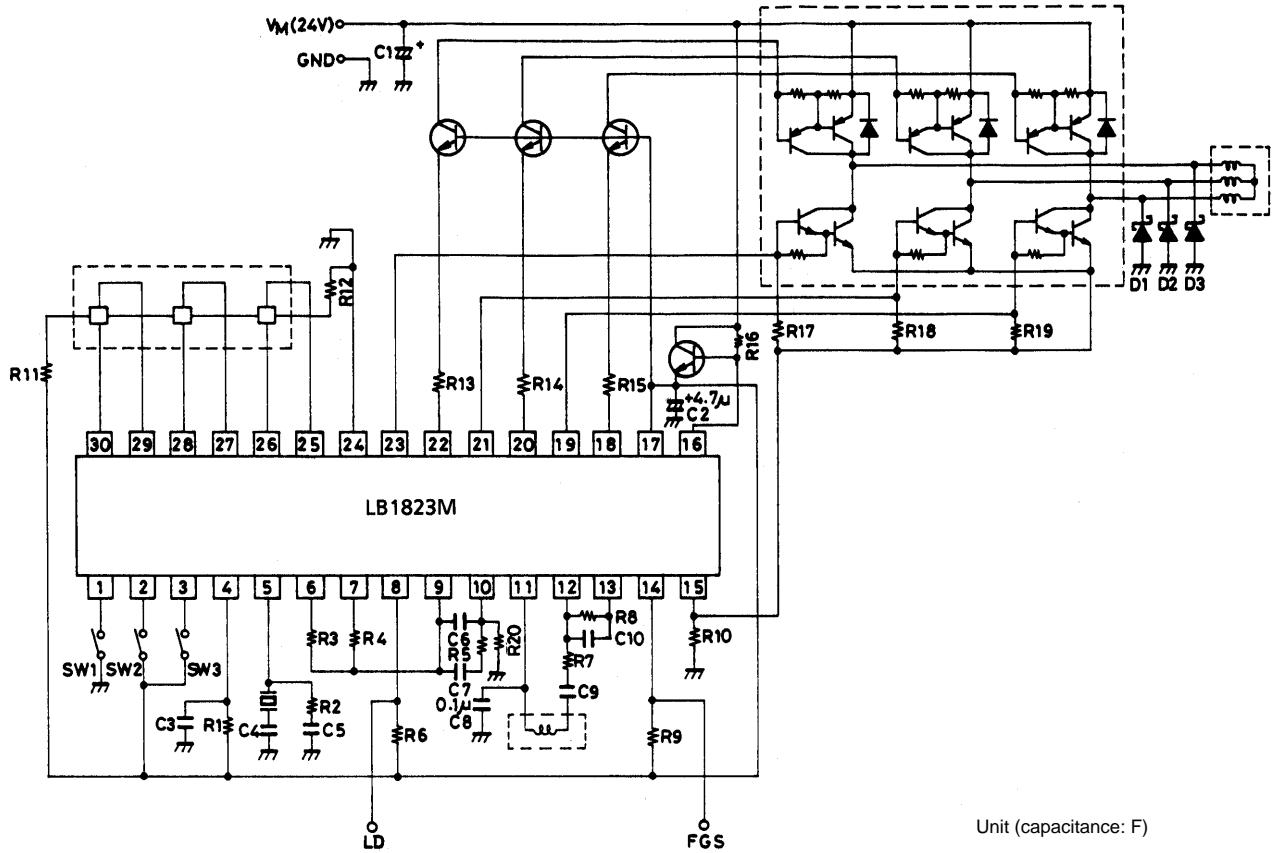 VM (24V)
GND
C1
+
R12
D1 D2 D3
R11
R13
R14
R15
R16
R17
R18
R19
+4.7μ
C2
30 29 28 27 26 25 24 23 22 21 20 19 18 17 16
LB1823M
1 2 3 4 5 6 7 8 9 10 11 12 13 14 15
SW1
SW2
SW3
C3
R1
C4
R2
C5
R3
R4
R6
C6
R5
C7
R20
0.1μ
C8
R8
C10
R7
C9
R9
R10
LD
FGS
Unit (capacitance: F)